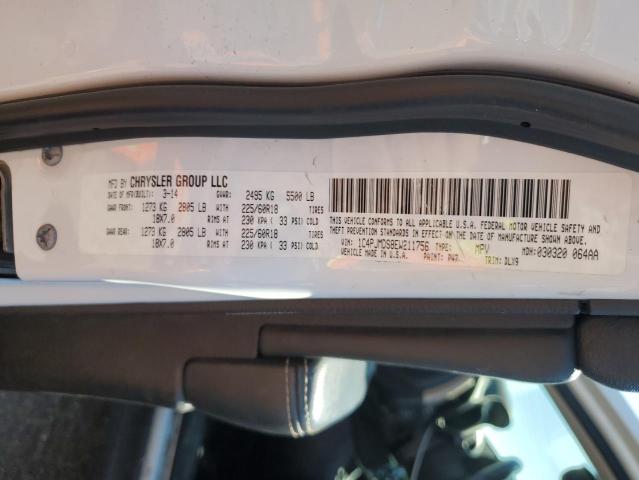 MFD BY CHRYSLER GROUP LLC
DATE OF MFR(BUILT): 3-14 GVWR: 2495 KG 5500 LB
GAWR FRONT: 1273 KG 2805 LB WITH 225/60R18 TIRES
18X7.0 RIMS AT 230 KPA ( 33 PSI COLD)
GAWR REAR: 1273 KG 2805 LB WITH 225/60R18 TIRES
18X7.0 RIMS AT 230 KPA ( 33 PSI COLD)
THIS VEHICLE CONFORMS TO ALL APPLICABLE U.S.A. FEDERAL MOTOR VEHICLE SAFETY AND
THEFT PREVENTION STANDARDS IN EFFECT ON THE DATE OF MANUFACTURE SHOWN ABOVE.
VIN: 1C4PJMDS8EW211756 TYPE: MPV MDH: 030320 064AA
VEHICLE MADE IN U.S.A. PAINT: PW7 TRIM: DLX9